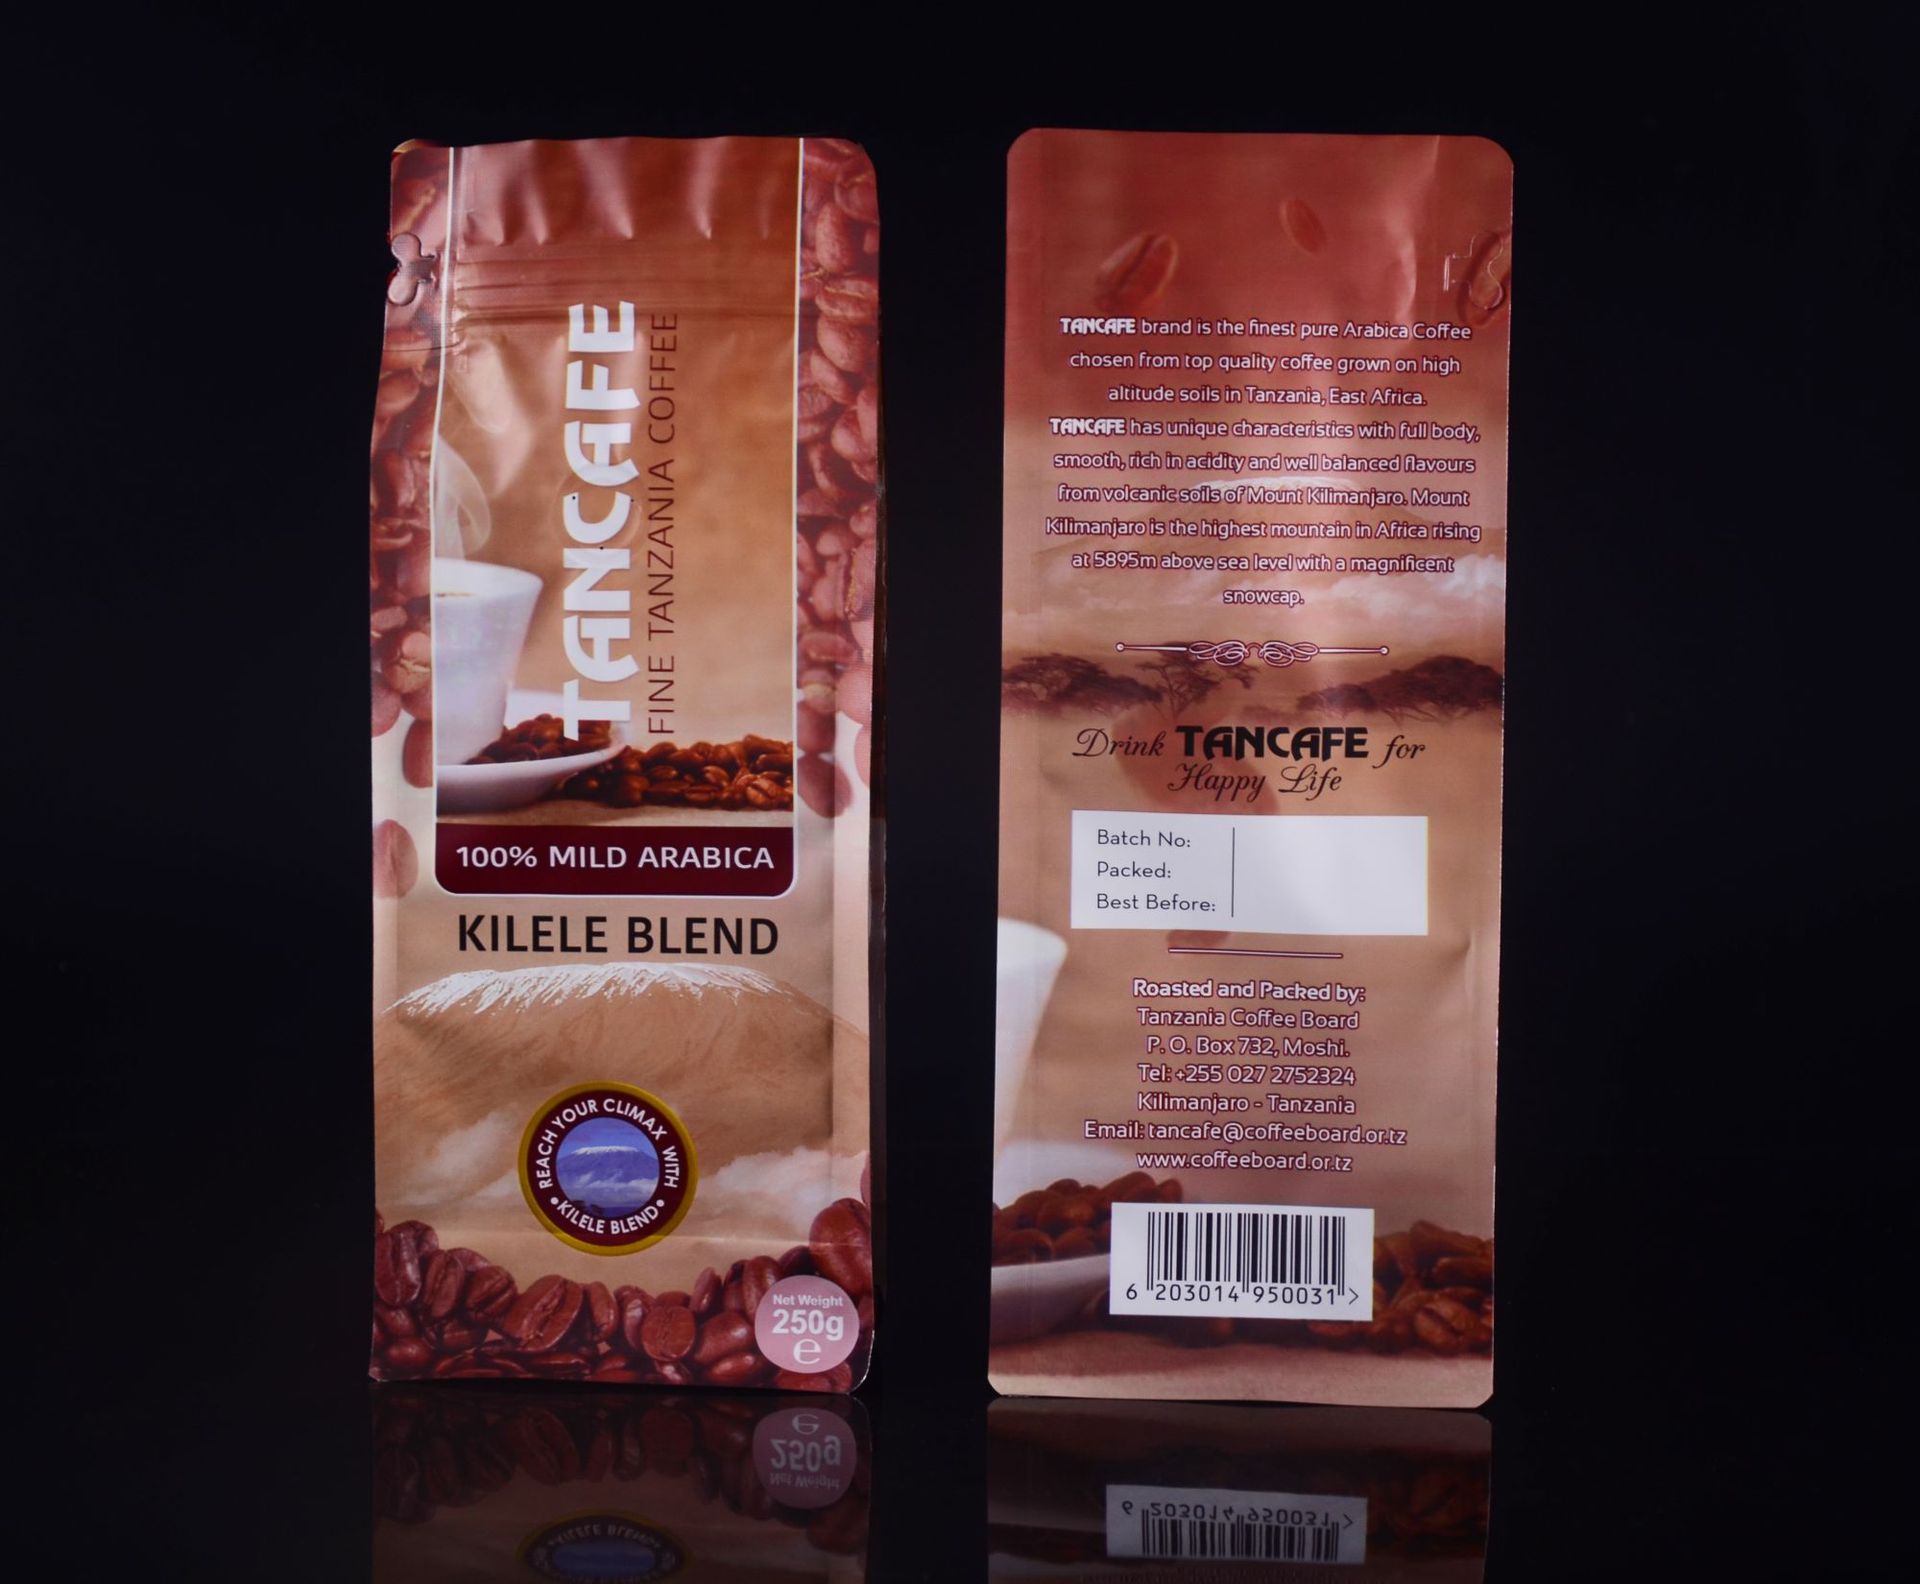 TANCAFE
FINE TANZANIA COFFEE
100% MILD ARABICA
KILELE BLEND
REACH YOUR CLIMAX WITH
• KILELE BLEND •
Net Weight
250g
℮
TANCAFE brand is the finest pure Arabica Coffee
chosen from top quality coffee grown on high
altitude soils in Tanzania, East Africa.
TANCAFE has unique characteristics with full body,
smooth, rich in acidity and well balanced flavours
from volcanic soils of Mount Kilimanjaro. Mount
Kilimanjaro is the highest mountain in Africa rising
at 5895m above sea level with a magnificent
snowcap.
Drink TANCAFE for
Happy Life
Batch No:
Packed:
Best Before:
Roasted and Packed by:
Tanzania Coffee Board
P. O. Box 732, Moshi.
Tel: +255 027 2752324
Kilimanjaro - Tanzania
Email: tancafe@coffeeboard.or.tz
www.coffeeboard.or.tz
6 203014 950031 >